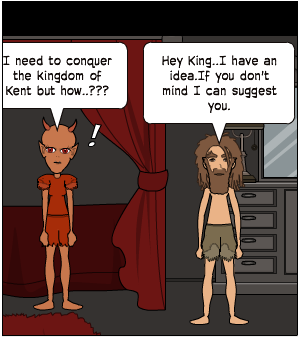 I need to conquer
the Kingdom of
Kent but how..???
!
Hey King..I have an
idea.If you don't
mind I can suggest
you.